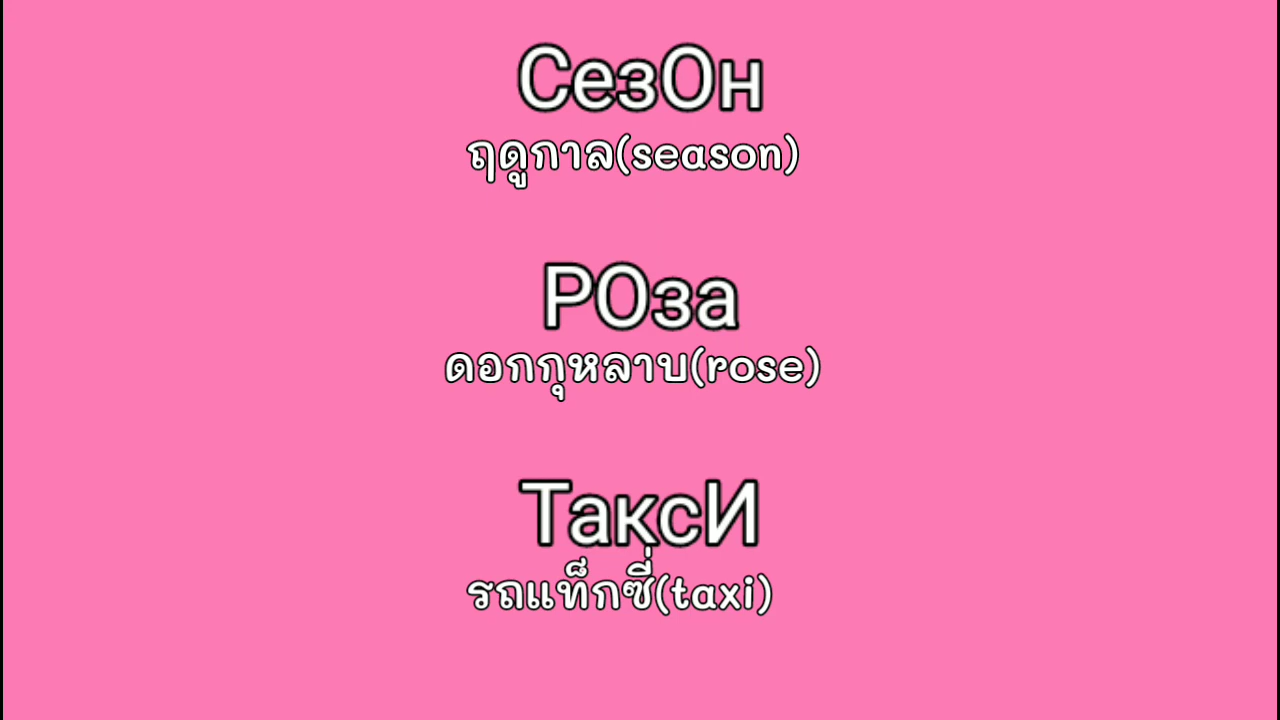 СезОн
ฤดูกาล(season)
РОза
ดอกกุหลาบ(rose)
ТаксИ
รถแท็กซี่(taxi)